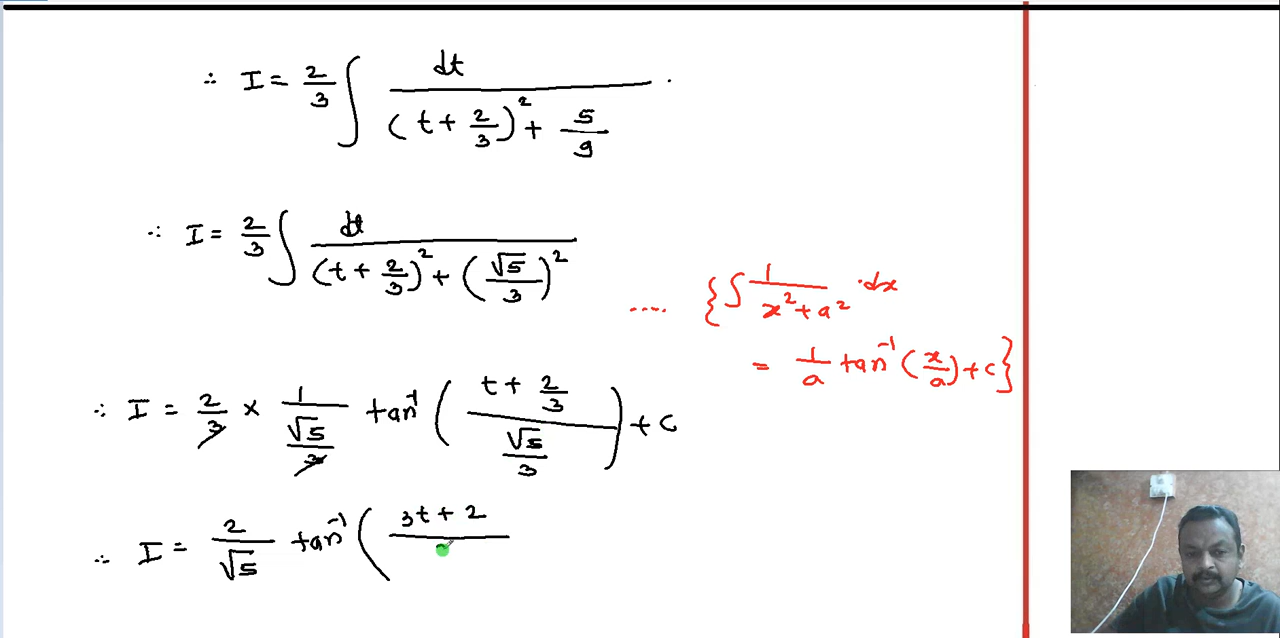 ∴ I = 2/3 ∫ dt / ((t + 2/3)² + 5/9)
∴ I = 2/3 ∫ dt / ((t + 2/3)² + (√5/3)²)
..... {∫ 1/(x² + a²) · dx
= 1/a tan⁻¹ (x/a) + c}
∴ I = 2/3 × 1/(√5/3) tan⁻¹ ((t + 2/3)/(√5/3)) + c
∴ I = 2/√5 tan⁻¹ (3t + 2/